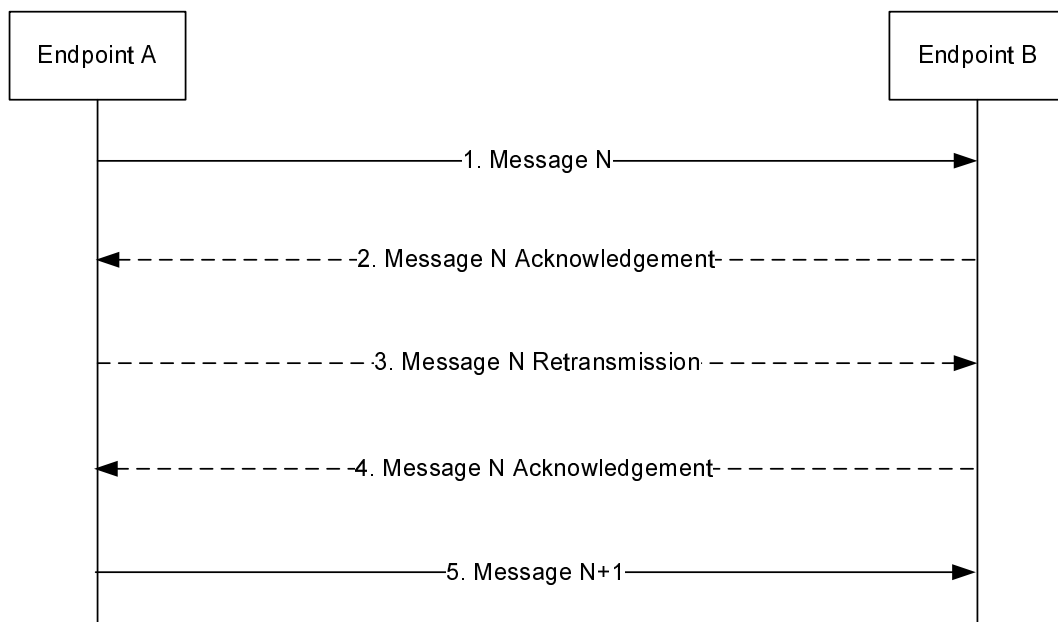 Endpoint A
Endpoint B
1. Message N
2. Message N Acknowledgement
3. Message N Retransmission
4. Message N Acknowledgement
5. Message N+1